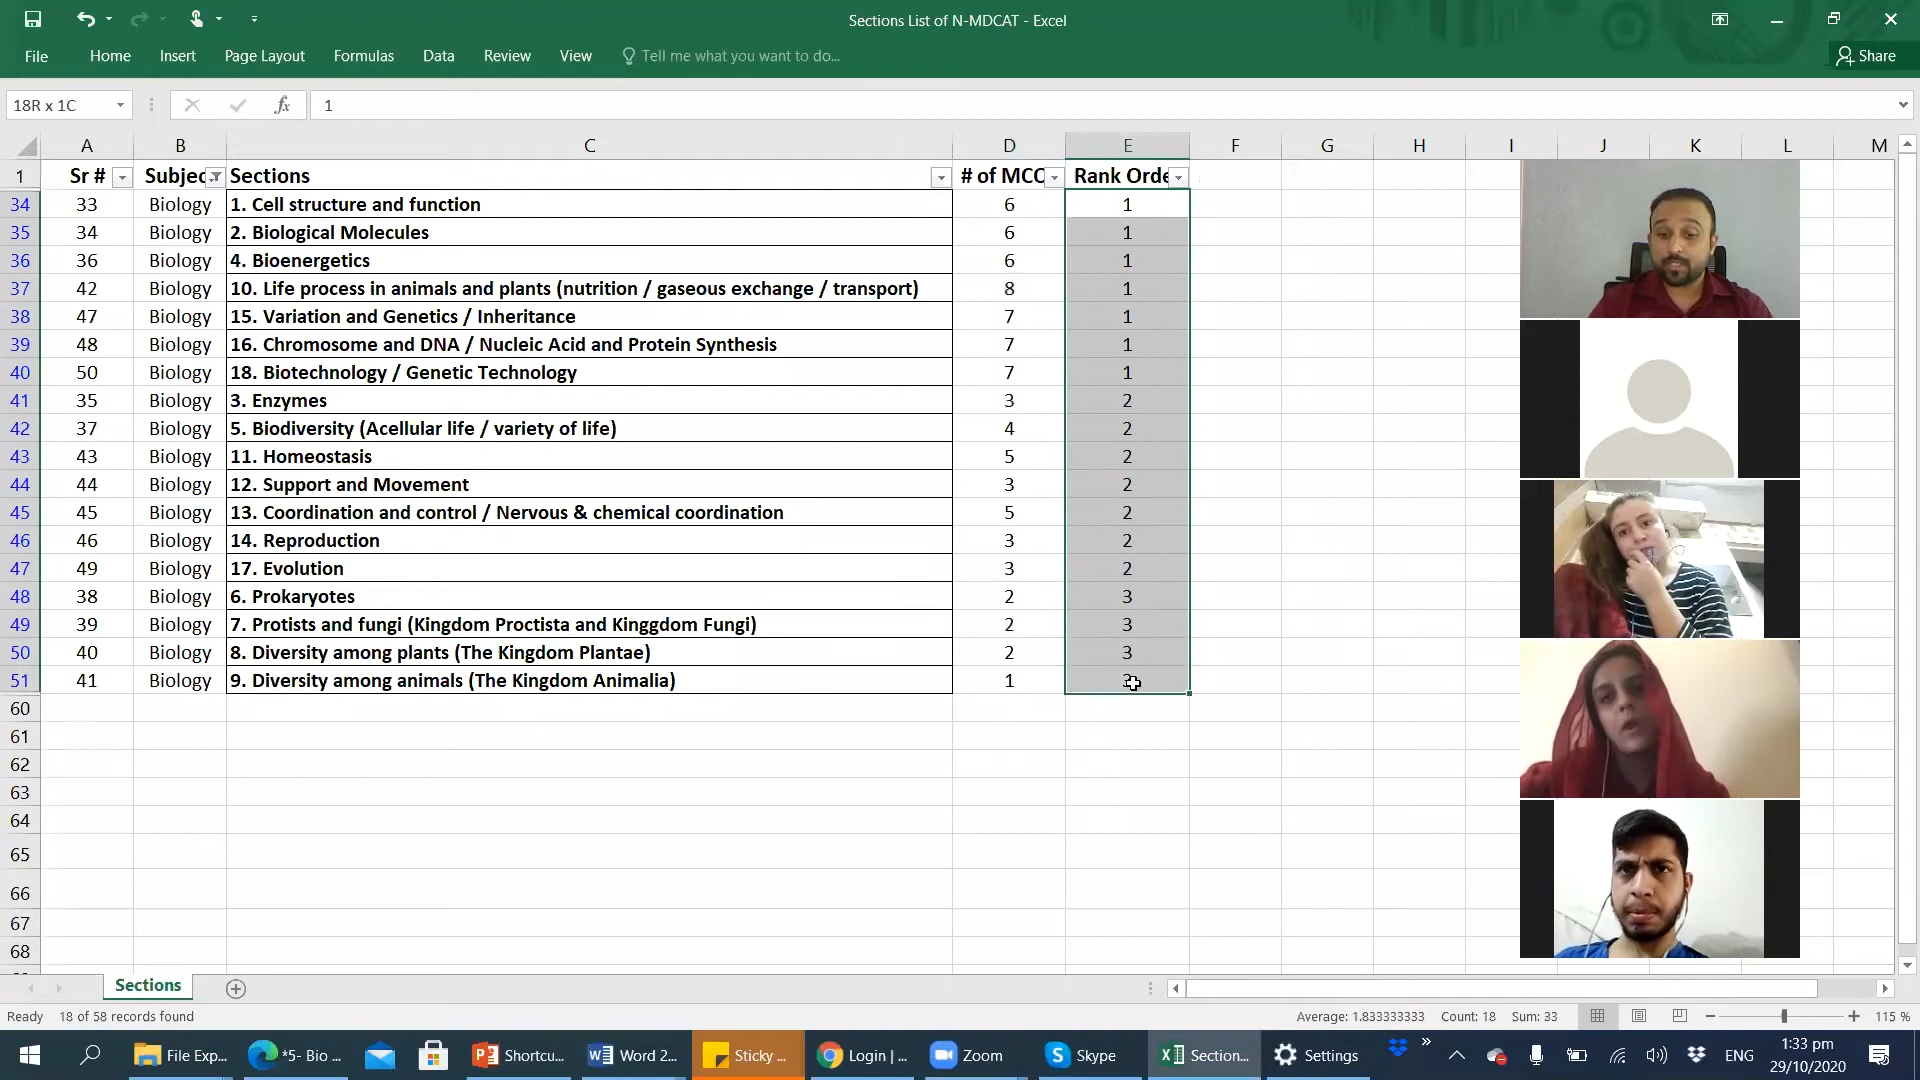 Sections List of N-MDCAT - Excel
File Home Insert Page Layout Formulas Data Review View Tell me what you want to do... Share
18R x 1C fx 1
A B C D E F G H I J K L M
1 Sr # Subjec Sections # of MCC Rank Orde
34 33 Biology 1. Cell structure and function 6 1
35 34 Biology 2. Biological Molecules 6 1
36 36 Biology 4. Bioenergetics 6 1
37 42 Biology 10. Life process in animals and plants (nutrition / gaseous exchange / transport) 8 1
38 47 Biology 15. Variation and Genetics / Inheritance 7 1
39 48 Biology 16. Chromosome and DNA / Nucleic Acid and Protein Synthesis 7 1
40 50 Biology 18. Biotechnology / Genetic Technology 7 1
41 35 Biology 3. Enzymes 3 2
42 37 Biology 5. Biodiversity (Acellular life / variety of life) 4 2
43 43 Biology 11. Homeostasis 5 2
44 44 Biology 12. Support and Movement 3 2
45 45 Biology 13. Coordination and control / Nervous & chemical coordination 5 2
46 46 Biology 14. Reproduction 3 2
47 49 Biology 17. Evolution 3 2
48 38 Biology 6. Prokaryotes 2 3
49 39 Biology 7. Protists and fungi (Kingdom Proctista and Kinggdom Fungi) 2 3
50 40 Biology 8. Diversity among plants (The Kingdom Plantae) 2 3
51 41 Biology 9. Diversity among animals (The Kingdom Animalia) 1
60
61
62
63
64
65
66
67
68
Sections
Ready 18 of 58 records found Average: 1.833333333 Count: 18 Sum: 33 115 %
File Exp... *5- Bio ... Shortcu... Word 2... Sticky ... Login | ... Zoom Skype Section... Settings » ENG 1:33 pm
29/10/2020